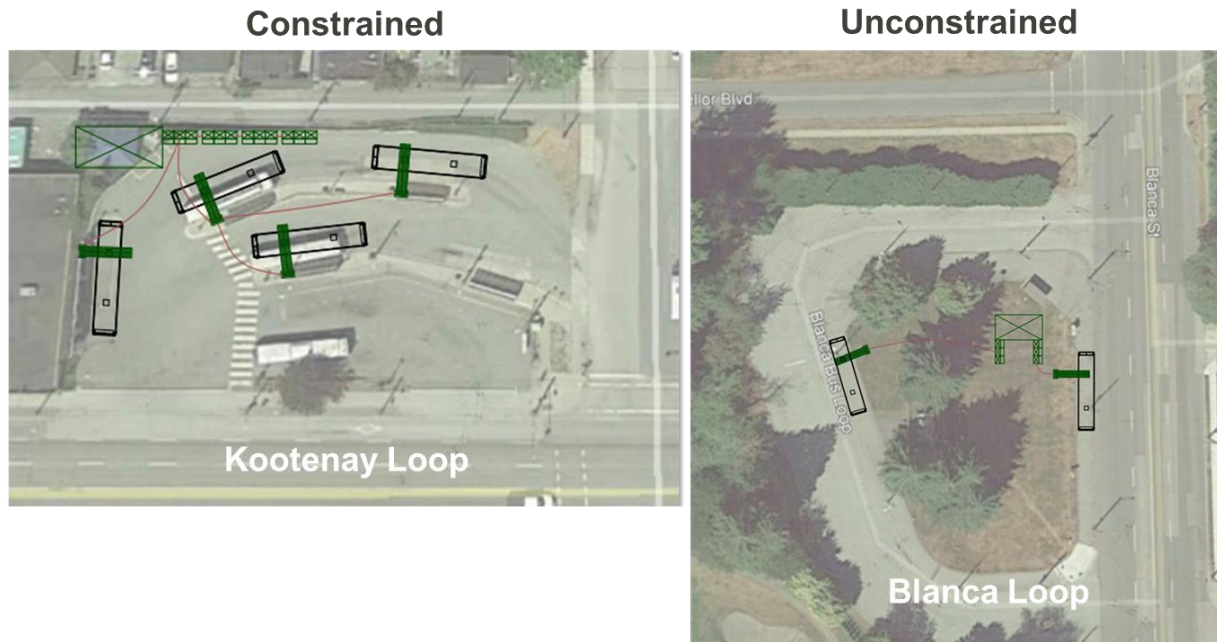 Constrained
Unconstrained
ellor Blvd
Blanca St
Blanca Bus Loop
Kootenay Loop
Blanca Loop